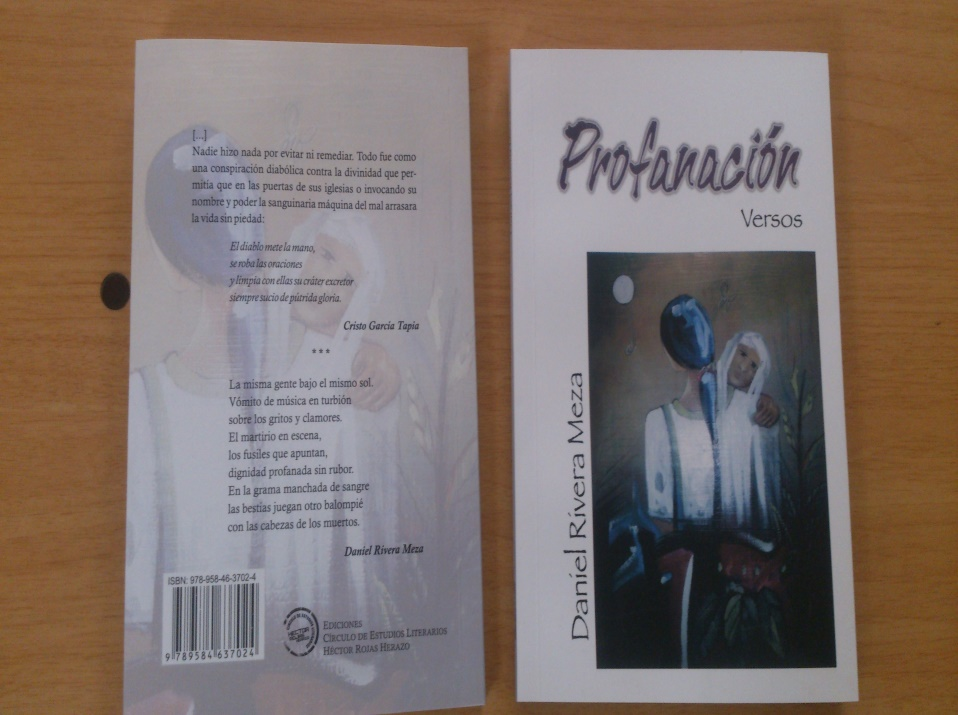 [...]
Nadie hizo nada por evitar ni remediar. Todo fue como
una conspiración diabólica contra la divinidad que per-
mitía que en las puertas de sus iglesias o invocando su
nombre y poder la sanguinaria máquina del mal arrasara
la vida sin piedad:
El diablo mete la mano,
se roba las oraciones
y limpia con ellas su cráter excretor
siempre sucio de pútrida gloria.
Cristo García Tapia
***
La misma gente bajo el mismo sol.
Vómito de música en turbión
sobre los gritos y clamores.
El martirio en escena,
los fusiles que apuntan,
dignidad profanada sin rubor.
En la grama manchada de sangre
las bestias juegan otro balompié
con las cabezas de los muertos.
Daniel Rivera Meza
ISBN: 978-958-46-3702-4
9 789584 637024
EDICIONES
CÍRCULO DE ESTUDIOS LITERARIOS
HÉCTOR ROJAS HERAZO
Profanación
Versos
Daniel Rivera Meza